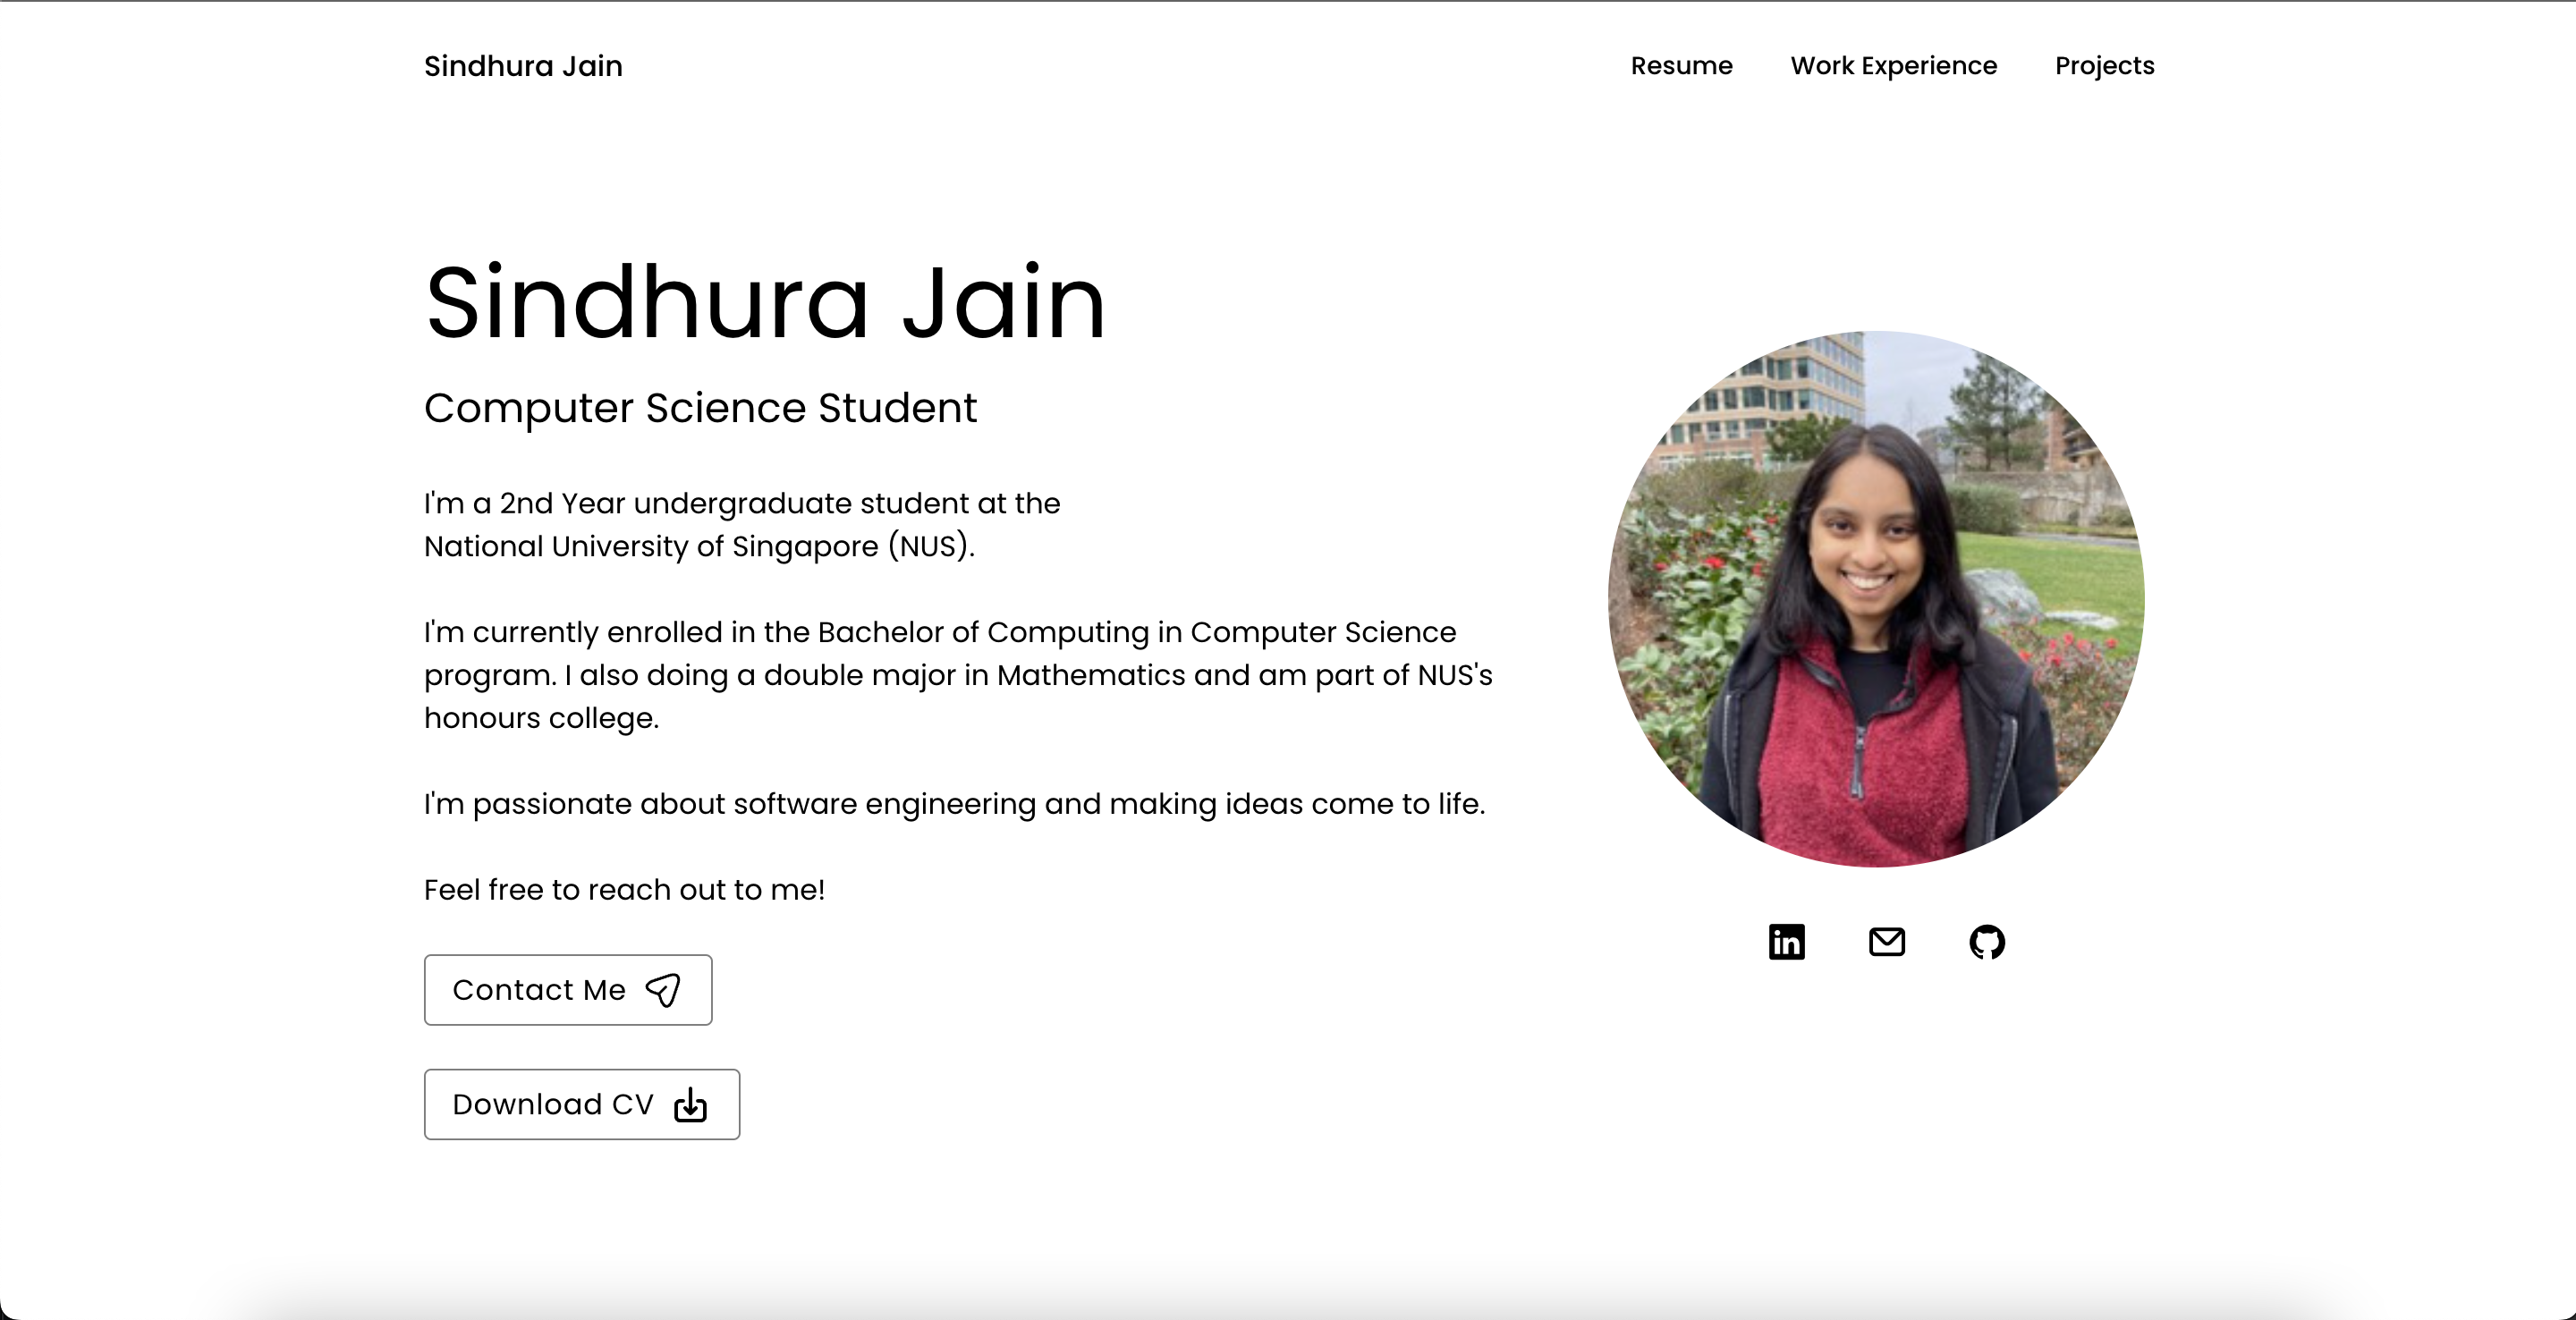 Sindhura Jain
Resume
Work Experience
Projects
Sindhura Jain
Computer Science Student
I'm a 2nd Year undergraduate student at the
National University of Singapore (NUS).
I'm currently enrolled in the Bachelor of Computing in Computer Science
program. I also doing a double major in Mathematics and am part of NUS's
honours college.
I'm passionate about software engineering and making ideas come to life.
Feel free to reach out to me!
Contact Me
Download CV
in